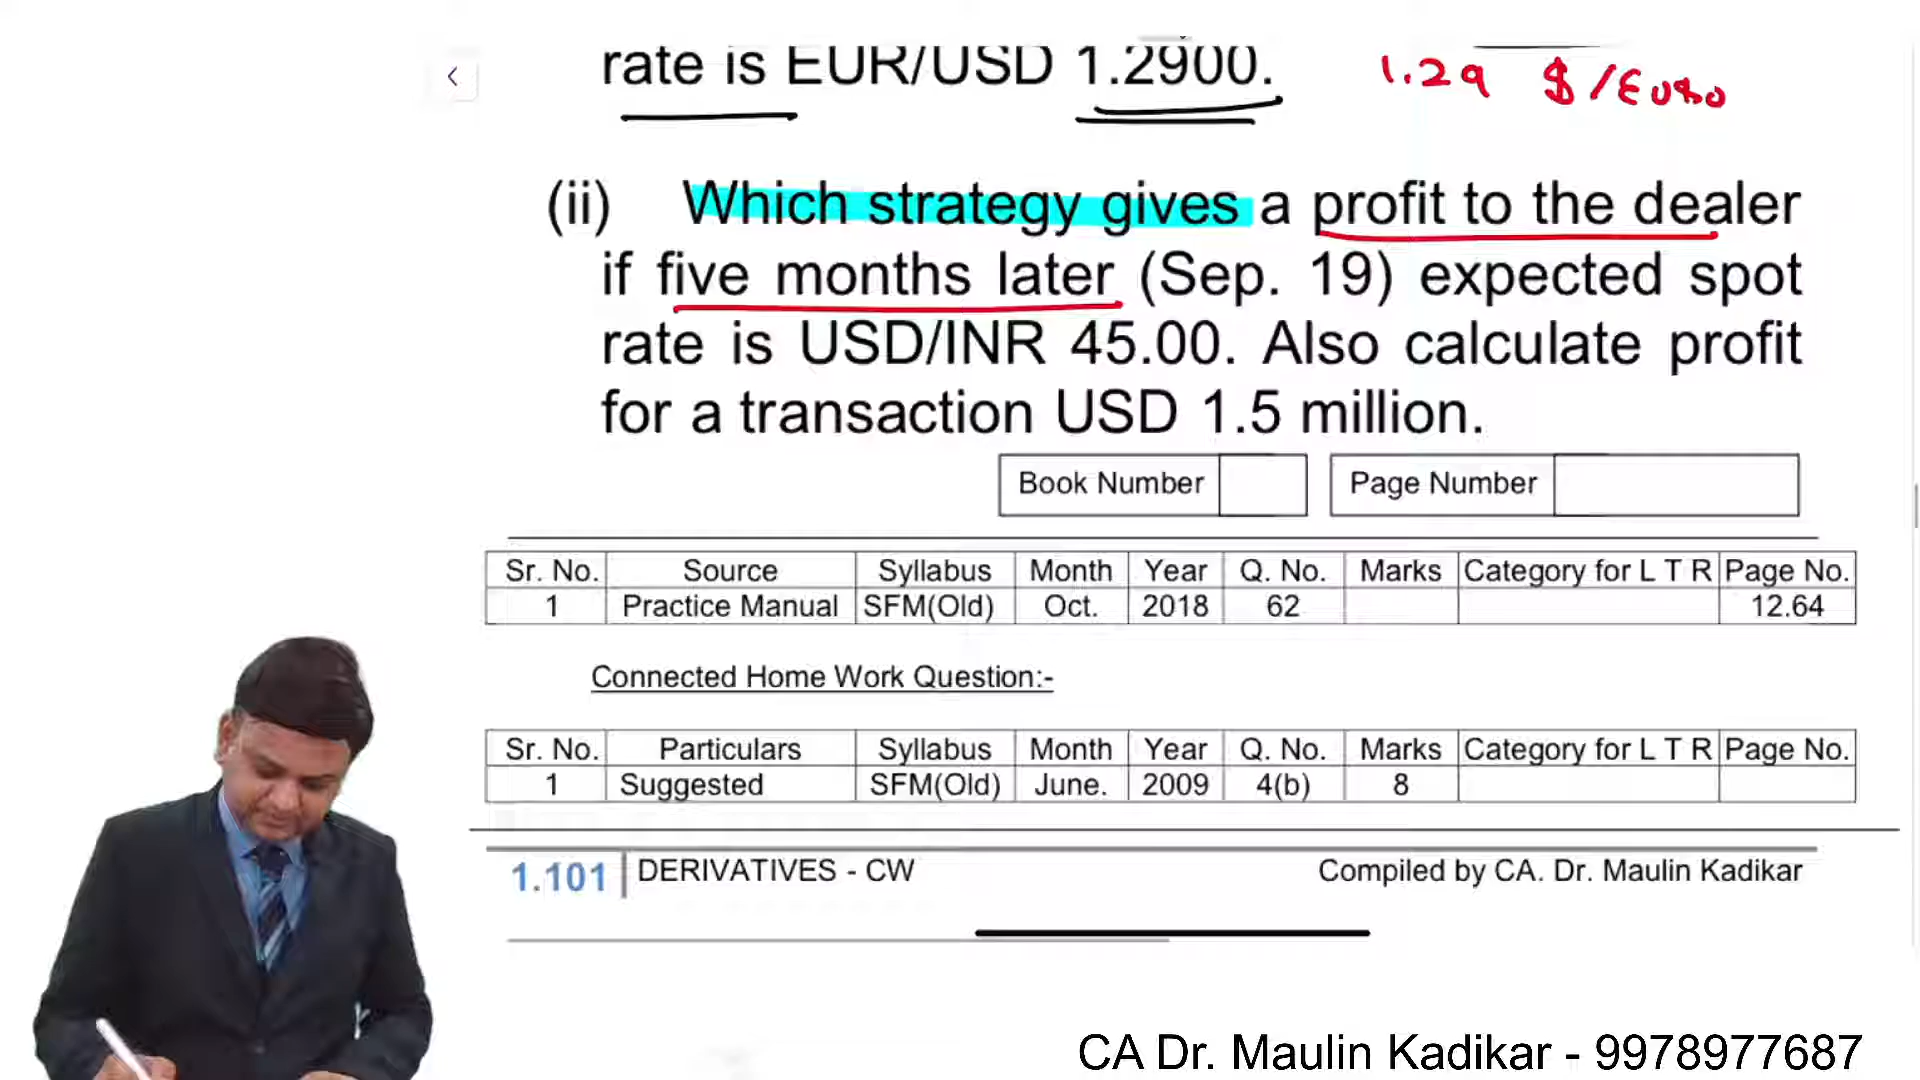 rate is EUR/USD 1.2900.
1.29 $/Euro
(ii) Which strategy gives a profit to the dealer
if five months later (Sep. 19) expected spot
rate is USD/INR 45.00. Also calculate profit
for a transaction USD 1.5 million.
Book Number Page Number
Sr. No. Source Syllabus Month Year Q. No. Marks Category for L T R Page No.
1 Practice Manual SFM(Old) Oct. 2018 62 12.64
Connected Home Work Question:-
Sr. No. Particulars Syllabus Month Year Q. No. Marks Category for L T R Page No.
1 Suggested SFM(Old) June. 2009 4(b) 8
1.101 DERIVATIVES - CW Compiled by CA. Dr. Maulin Kadikar
CA Dr. Maulin Kadikar - 9978977687